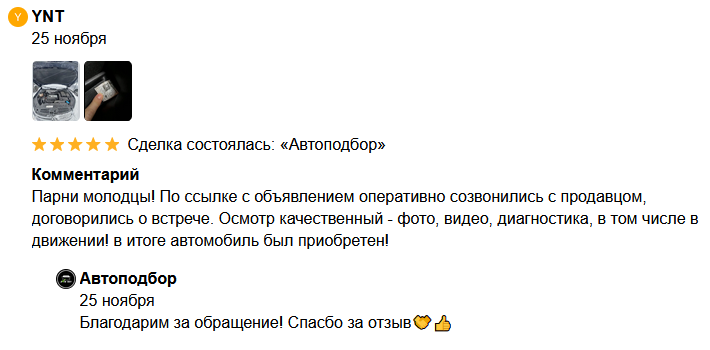 Y YNT
25 ноября
Сделка состоялась: «Автоподбор»
Комментарий
Парни молодцы! По ссылке с объявлением оперативно созвонились с продавцом,
договорились о встрече. Осмотр качественный - фото, видео, диагностика, в том числе в
движении! в итоге автомобиль был приобретен!
Автоподбор
25 ноября
Благодарим за обращение! Спасбо за отзыв🤝👍